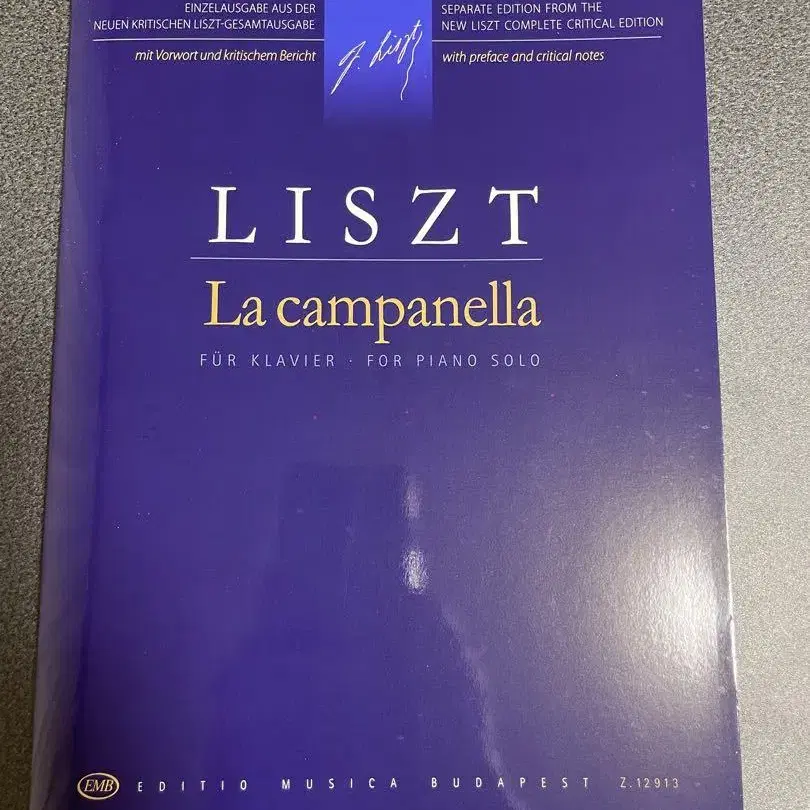 EINZELAUSGABE AUS DER
NEUEN KRITISCHEN LISZT-GESAMTAUSGABE
mit Vorwort und kritischem Bericht
F. Liszt
SEPARATE EDITION FROM THE
NEW LISZT COMPLETE CRITICAL EDITION
with preface and critical notes
LISZT
La campanella
FÜR KLAVIER · FOR PIANO SOLO
EMB EDITIO MUSICA BUDAPEST Z.12913